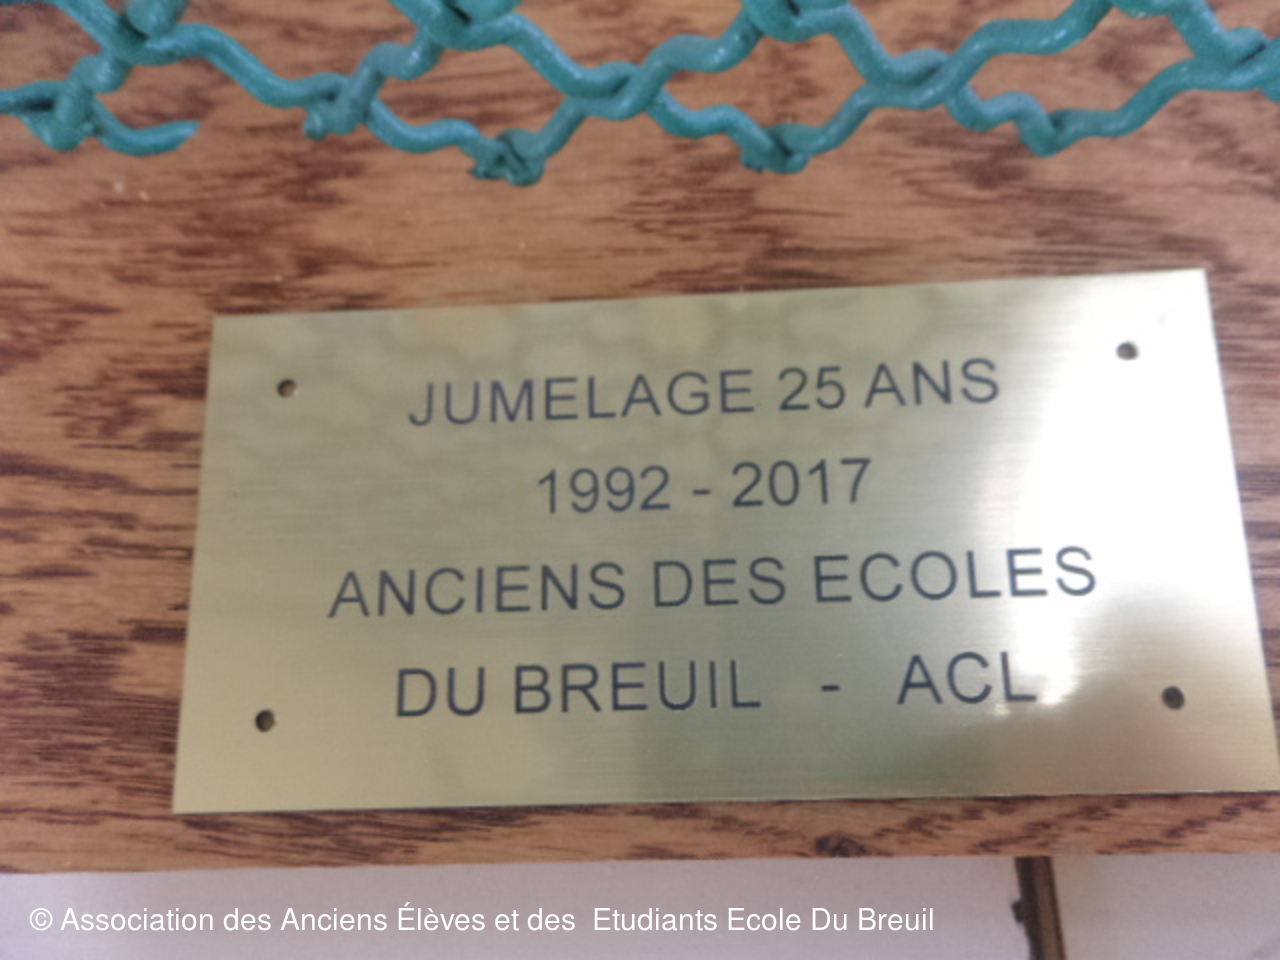 JUMELAGE 25 ANS
1992 - 2017
ANCIENS DES ECOLES
DU BREUIL - ACL
© Association des Anciens Élèves et des Etudiants Ecole Du Breuil